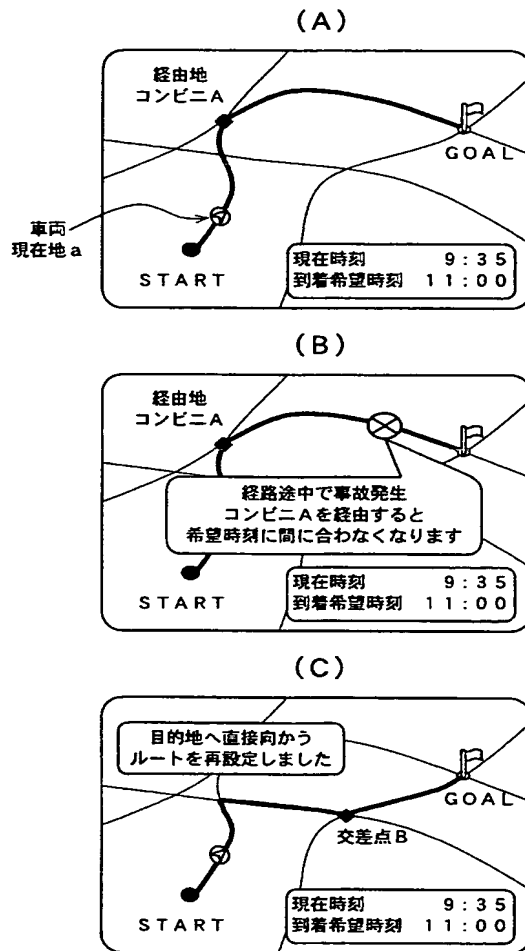 (A)
経由地
コンビニA
GOAL
車両
現在地a
START
現在時刻 9:35
到着希望時刻 11:00
(B)
経由地
コンビニA
経路途中で事故発生
コンビニAを経由すると
希望時刻に間に合わなくなります
START
現在時刻 9:35
到着希望時刻 11:00
(C)
目的地へ直接向かう
ルートを再設定しました
GOAL
交差点B
START
現在時刻 9:35
到着希望時刻 11:00